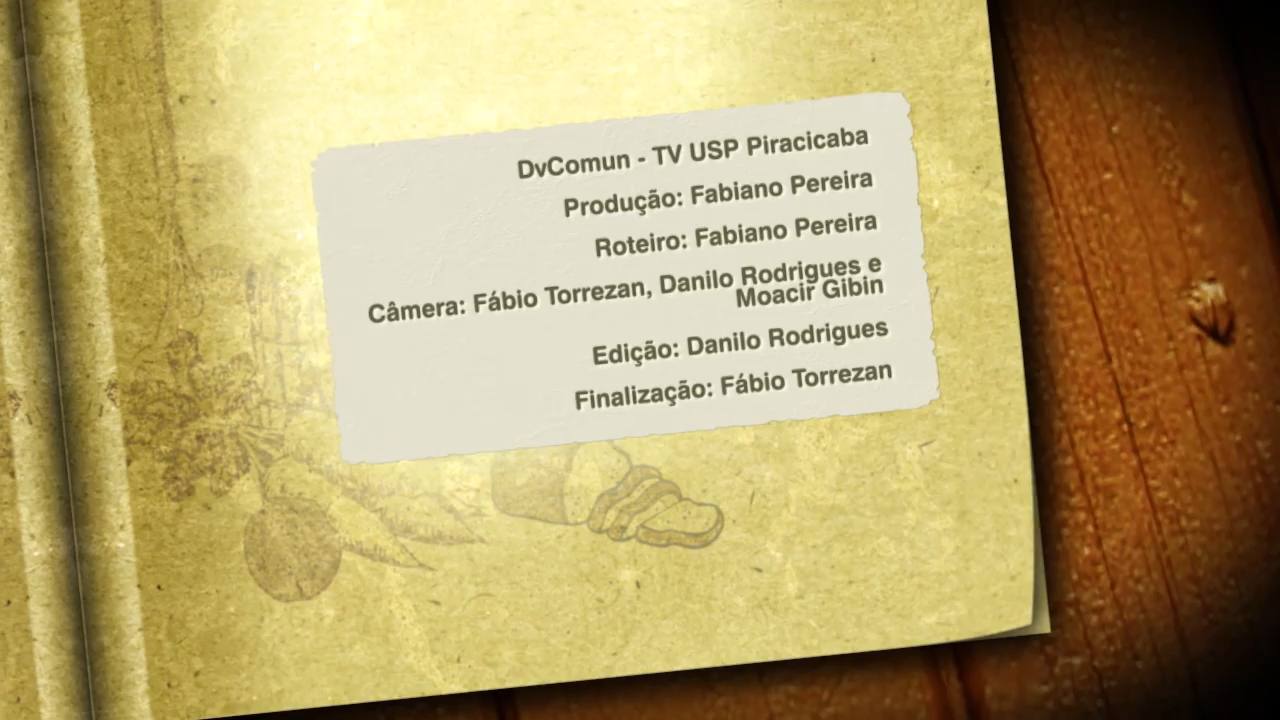 DvComun - TV USP Piracicaba
Produção: Fabiano Pereira
Roteiro: Fabiano Pereira
Câmera: Fábio Torrezan, Danilo Rodrigues e
Moacir Gibin
Edição: Danilo Rodrigues
Finalização: Fábio Torrezan